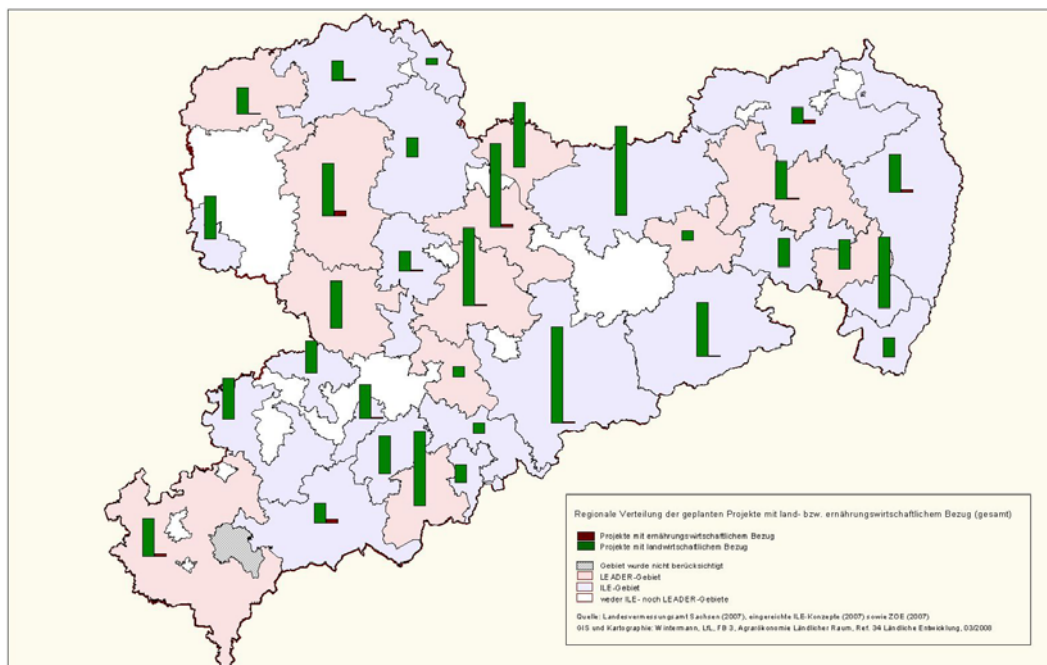 Regionale Verteilung der geplanten Projekte mit land- bzw. ernährungswirtschaftlichem Bezug (gesamt)
Projekte mit ernährungswirtschaftlichem Bezug
Projekte mit landwirtschaftlichem Bezug
Gebiet wurde nicht berücksichtigt
LEADER-Gebiet
ILE-Gebiet
weder ILE- noch LEADER-Gebiete
Quelle: Landesvermessungsamt Sachsen (2007), eingereichte ILE-Konzepte (2007) sowie ZGE (2007)
GIS und Kartographie: Wintermann, LfL, FB 3, Agrarökonomie Ländlicher Raum, Ref. 34 Ländliche Entwicklung, 03/2008